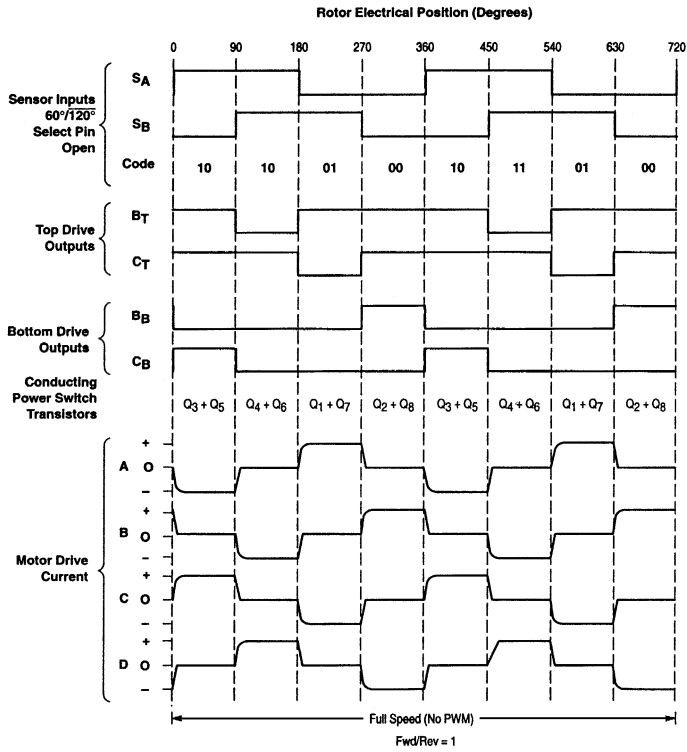 Rotor Electrical Position (Degrees)
0 90 180 270 360 450 540 630 720
Sensor Inputs
60°/120°
Select Pin
Open
SA
SB
Code 10 10 01 00 10 11 01 00
Top Drive
Outputs
BT
CT
Bottom Drive
Outputs
BB
CB
Conducting
Power Switch
Transistors
Q3 + Q5 Q4 + Q6 Q1 + Q7 Q2 + Q8 Q3 + Q5 Q4 + Q6 Q1 + Q7 Q2 + Q8
Motor Drive
Current
+
A O
–
+
B O
–
+
C O
–
+
D O
–
Full Speed (No PWM)
Fwd/Rev = 1